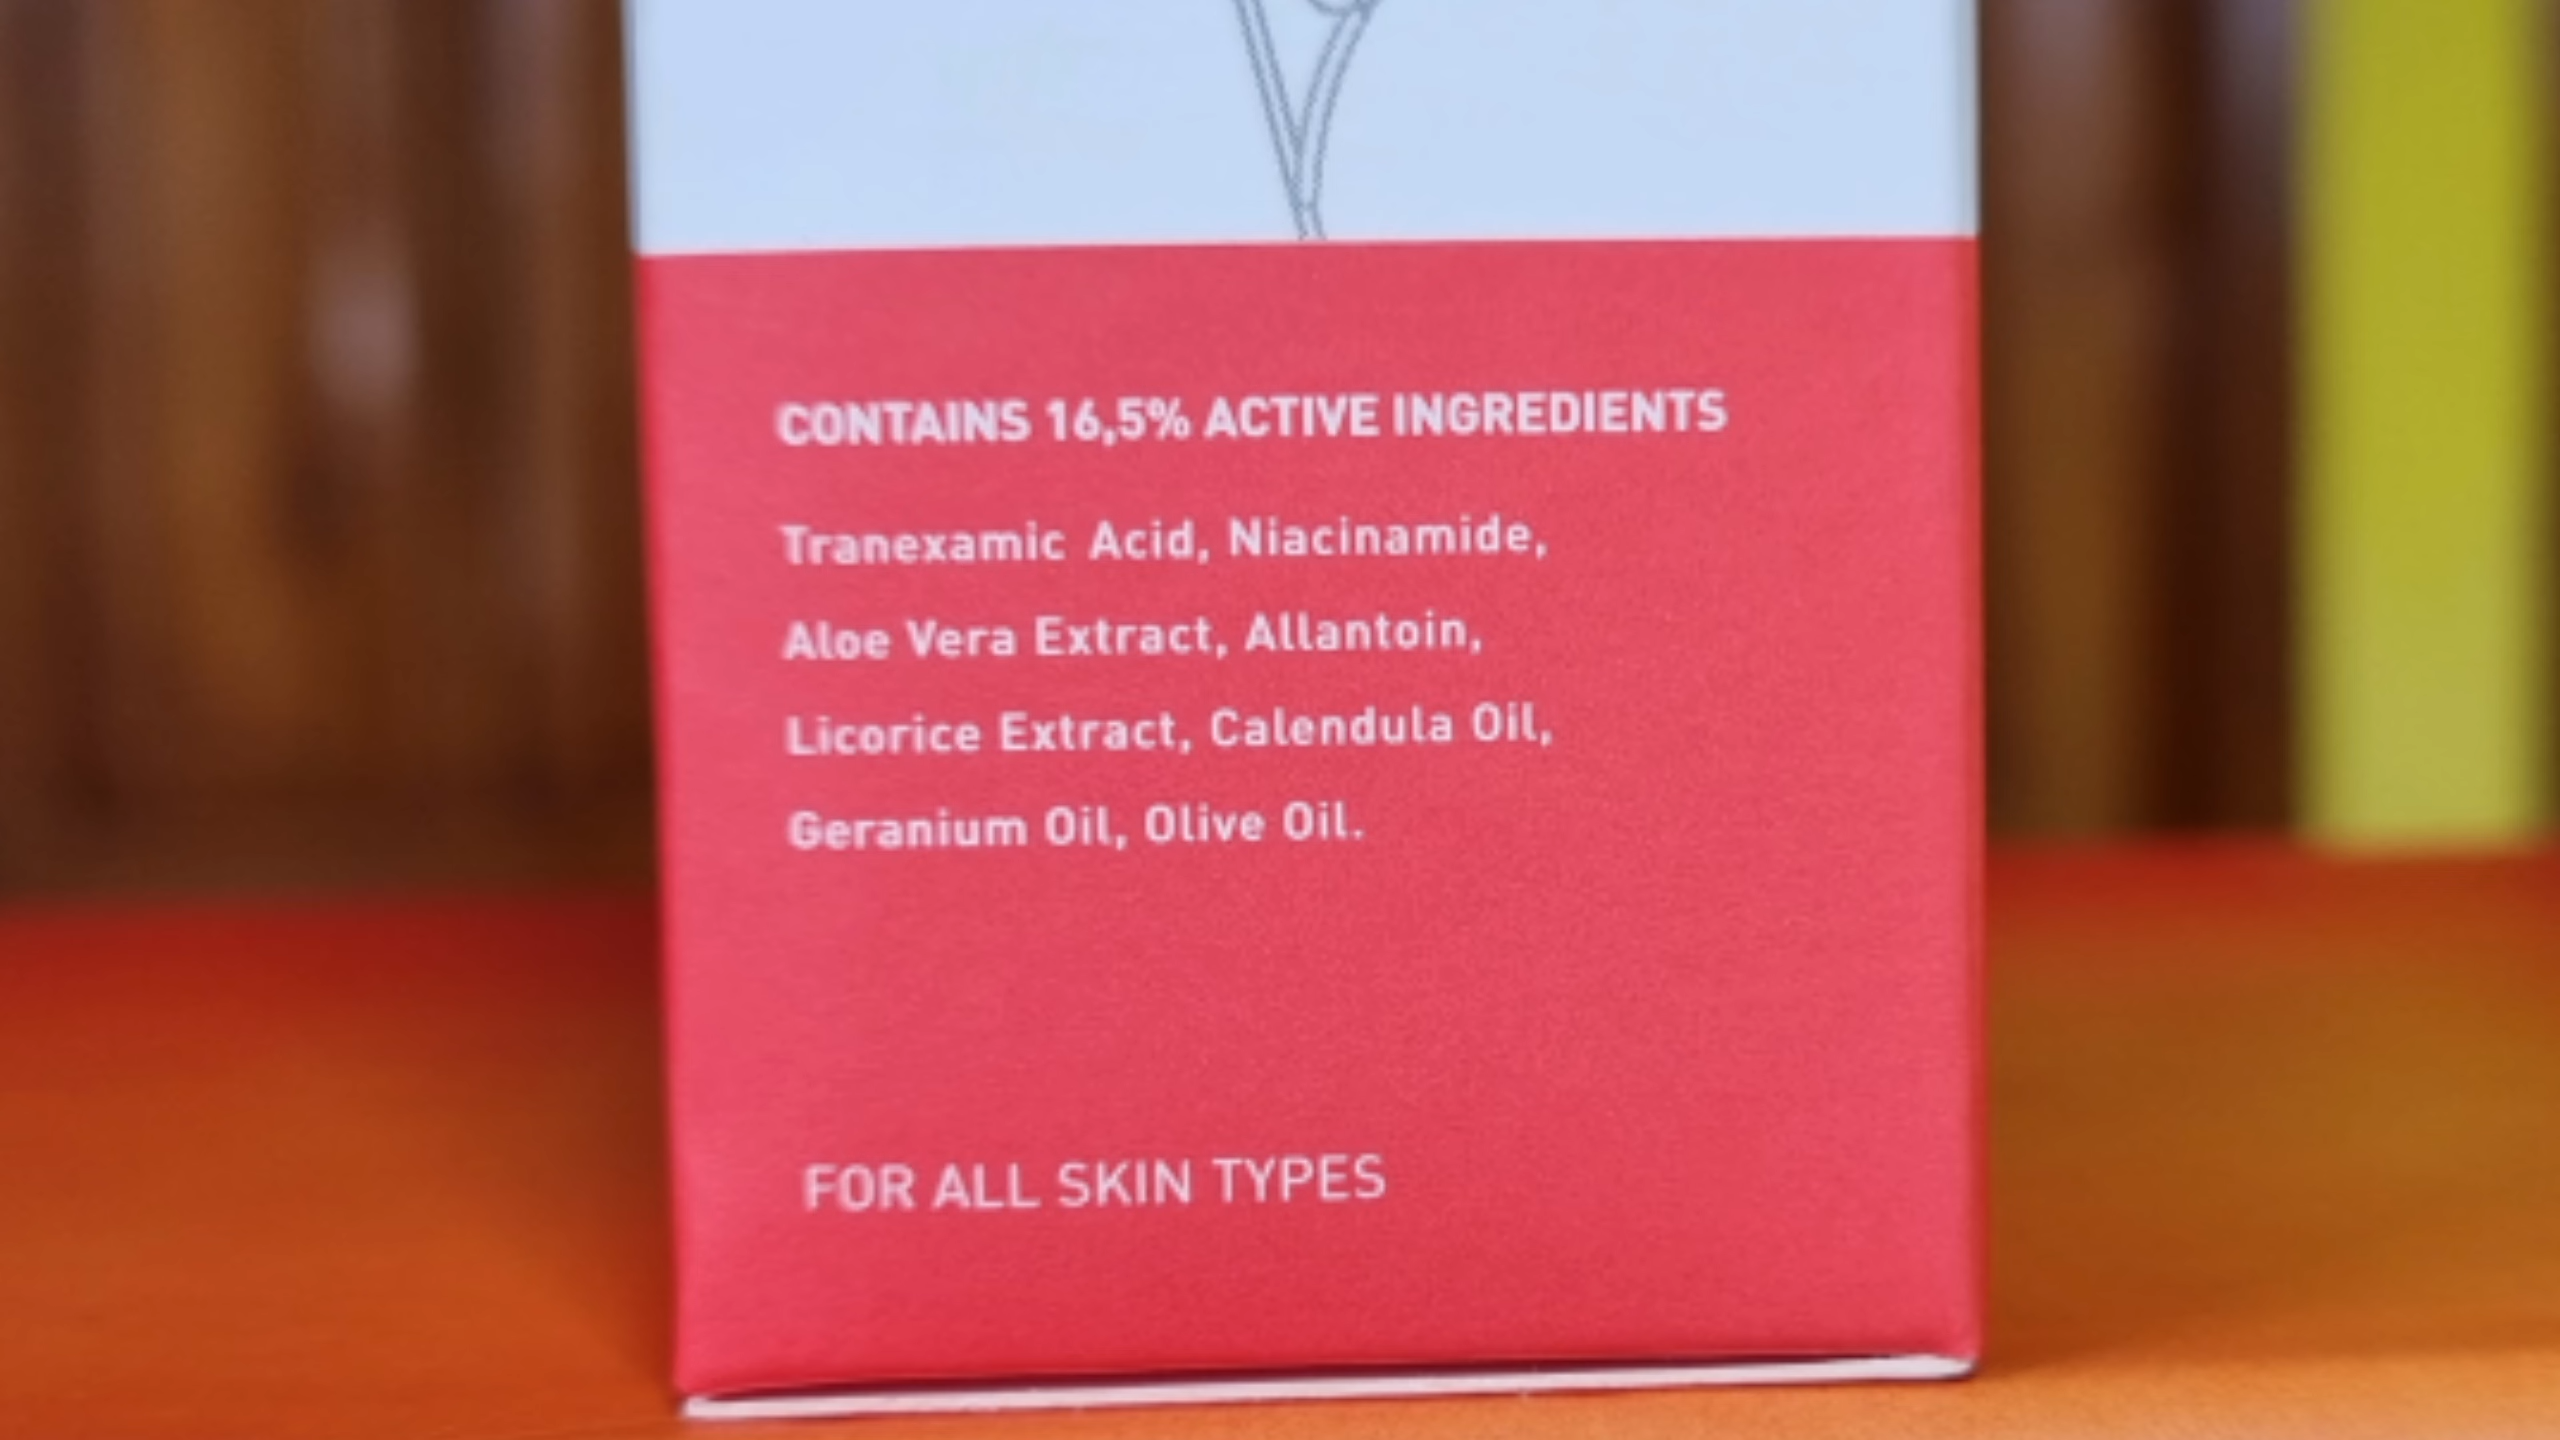 CONTAINS 16,5% ACTIVE INGREDIENTS
Tranexamic Acid, Niacinamide,
Aloe Vera Extract, Allantoin,
Licorice Extract, Calendula Oil,
Geranium Oil, Olive Oil.
FOR ALL SKIN TYPES